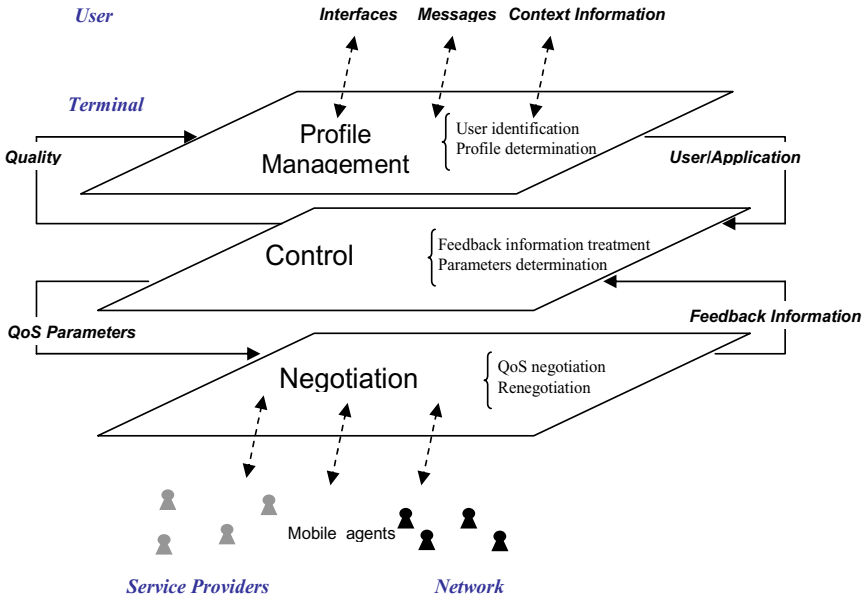 User
Interfaces Messages Context Information
Terminal
Profile
Management
User identification
Profile determination
Quality
User/Application
Control
Feedback information treatment
Parameters determination
QoS Parameters
Feedback Information
Negotiation
QoS negotiation
Renegotiation
Mobile agents
Service Providers
Network